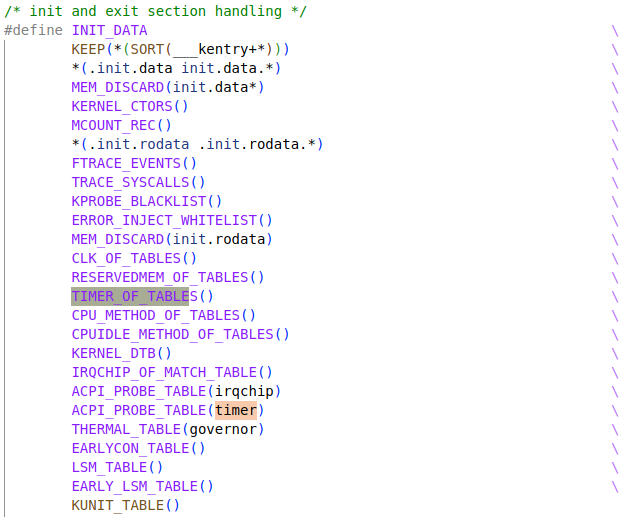 /* init and exit section handling */
#define INIT_DATA \
KEEP(*(SORT(___kentry+*))) \
*(.init.data init.data.*) \
MEM_DISCARD(init.data*) \
KERNEL_CTORS() \
MCOUNT_REC() \
*(.init.rodata .init.rodata.*) \
FTRACE_EVENTS() \
TRACE_SYSCALLS() \
KPROBE_BLACKLIST() \
ERROR_INJECT_WHITELIST() \
MEM_DISCARD(init.rodata) \
CLK_OF_TABLES() \
RESERVEDMEM_OF_TABLES() \
TIMER_OF_TABLES() \
CPU_METHOD_OF_TABLES() \
CPUIDLE_METHOD_OF_TABLES() \
KERNEL_DTB() \
IRQCHIP_OF_MATCH_TABLE() \
ACPI_PROBE_TABLE(irqchip) \
ACPI_PROBE_TABLE(timer) \
THERMAL_TABLE(governor) \
EARLYCON_TABLE() \
LSM_TABLE() \
EARLY_LSM_TABLE() \
KUNIT_TABLE()